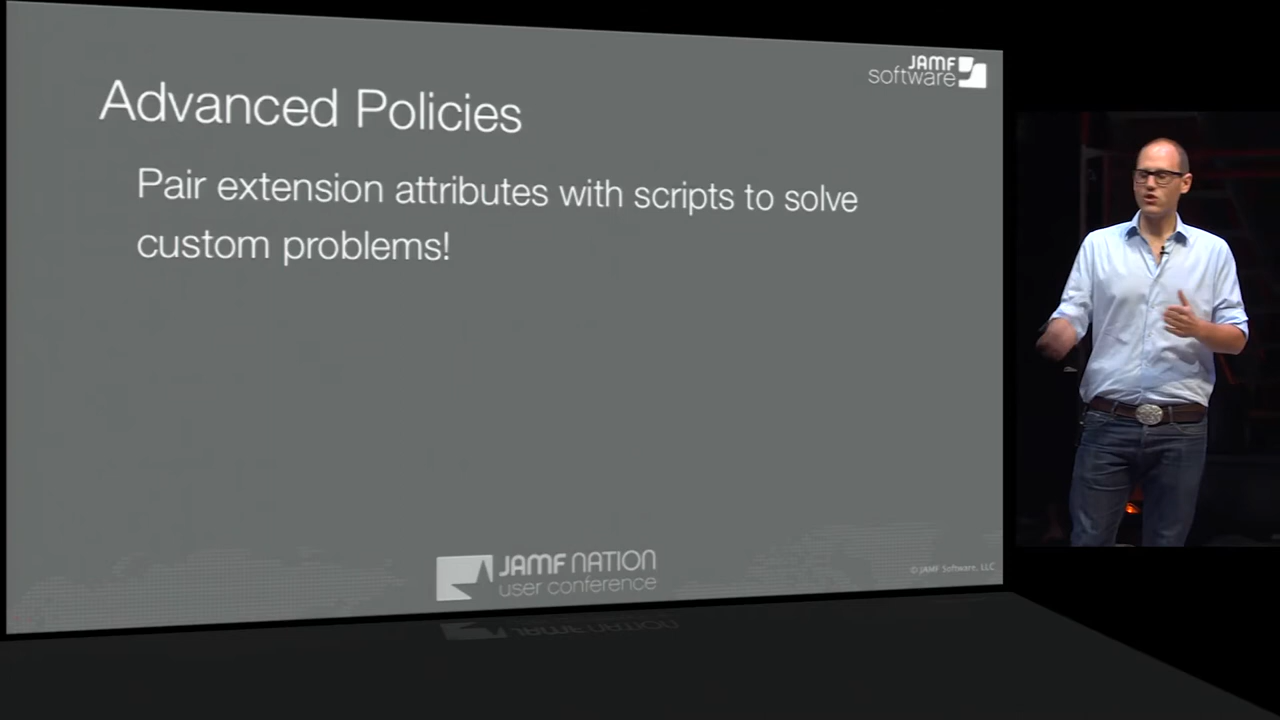 JAMF
software
Advanced Policies
Pair extension attributes with scripts to solve
custom problems!
JAMF NATION
user conference
© JAMF Software, LLC